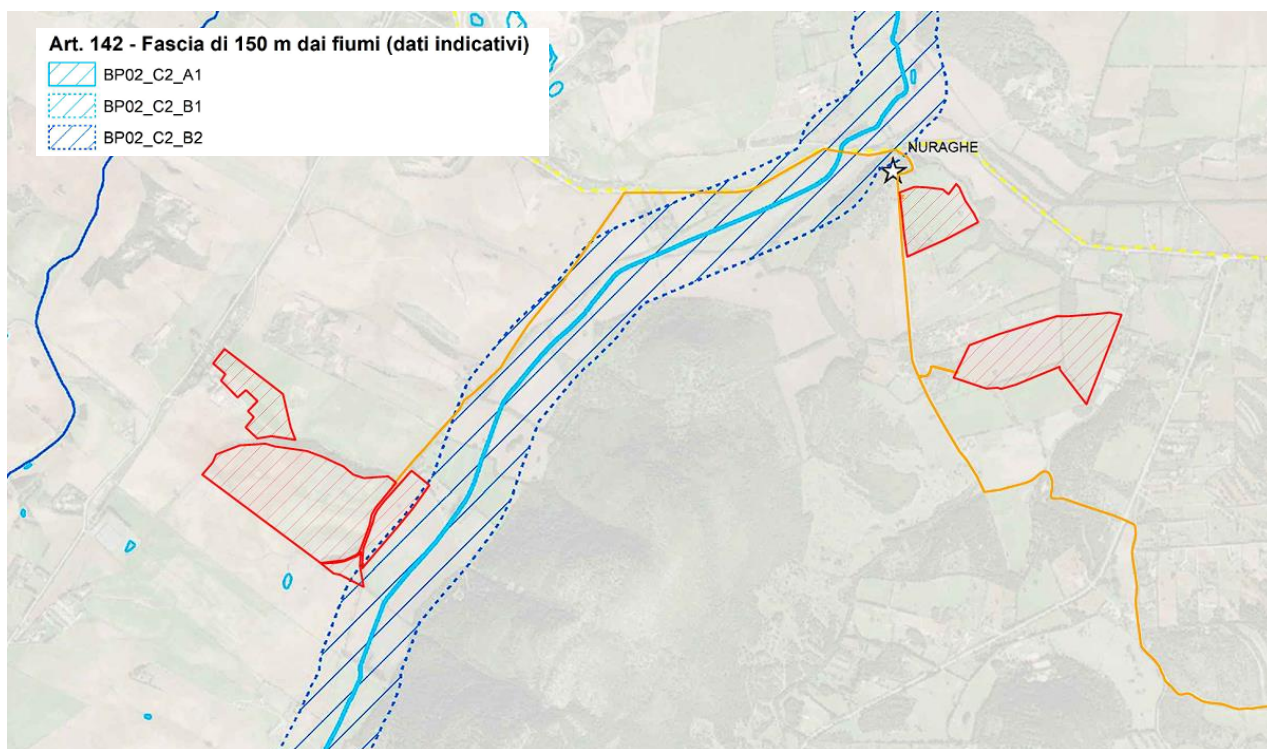 Art. 142 - Fascia di 150 m dai fiumi (dati indicativi)
BP02_C2_A1
BP02_C2_B1
BP02_C2_B2
NURAGHE